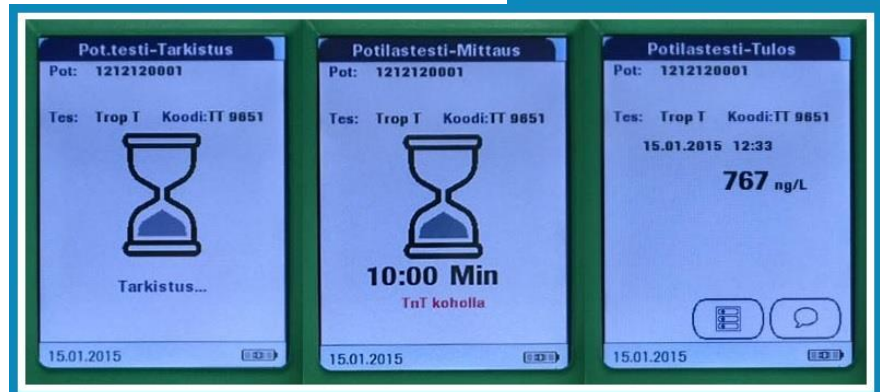 Pot.testi-Tarkistus
Pot: 1212120001
Tes: Trop T Koodi:TT 9651
Tarkistus...
15.01.2015
Potilastesti-Mittaus
Pot: 1212120001
Tes: Trop T Koodi:TT 9651
10:00 Min
TnT koholla
15.01.2015
Potilastesti-Tulos
Pot: 1212120001
Tes: Trop T Koodi:TT 9651
15.01.2015 12:33
767 ng/L
15.01.2015